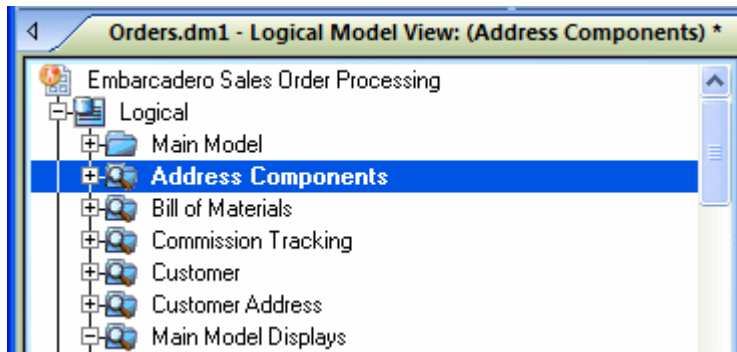 Orders.dm1 - Logical Model View: (Address Components) *
Embarcadero Sales Order Processing
Logical
Main Model
Address Components
Bill of Materials
Commission Tracking
Customer
Customer Address
Main Model Displays